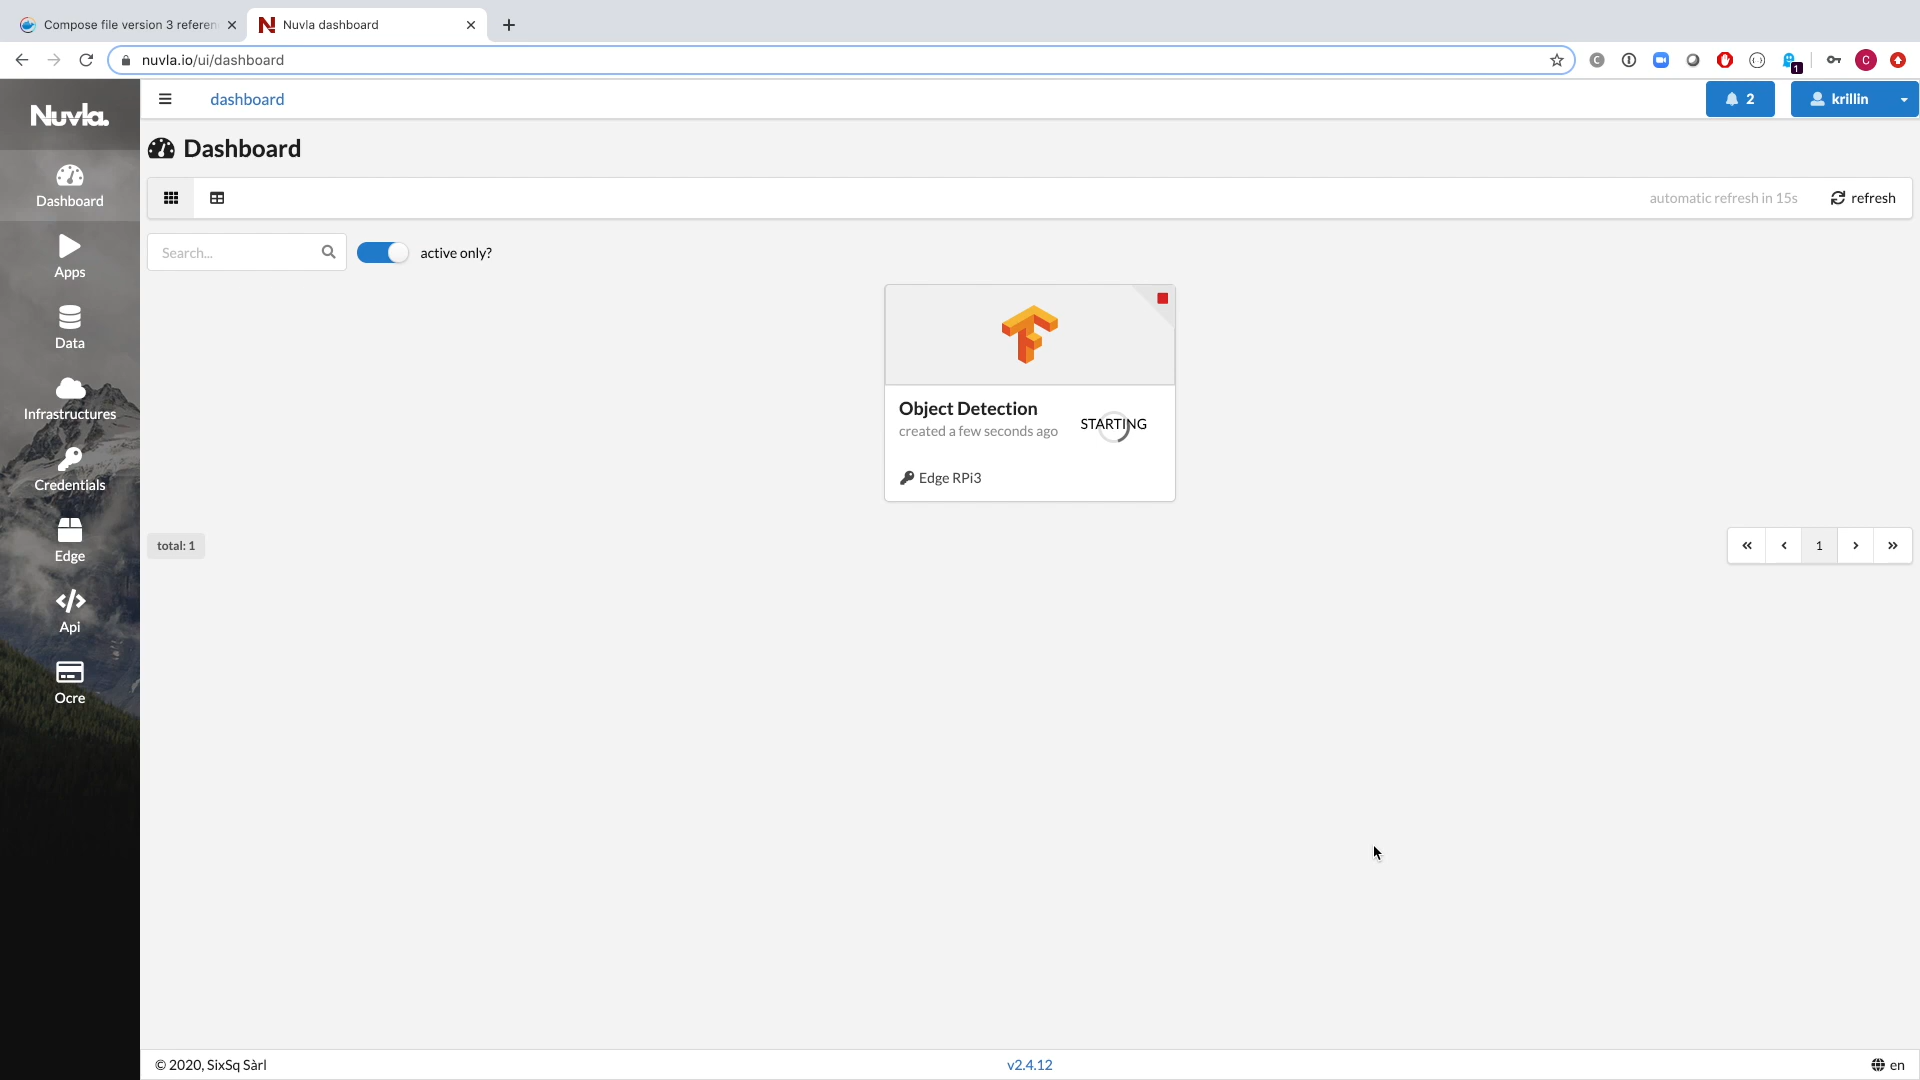 Compose file version 3 referen
Nuvla dashboard
nuvla.io/ui/dashboard
1
C
Nuvla.
dashboard
2
krillin
Dashboard
Dashboard
automatic refresh in 15s
refresh
Search...
active only?
Apps
Data
Infrastructures
Credentials
Edge
Api
Ocre
Object Detection
created a few seconds ago
STARTING
Edge RPi3
total: 1
« ‹ 1 › »
© 2020, SixSq Sàrl
v2.4.12
en